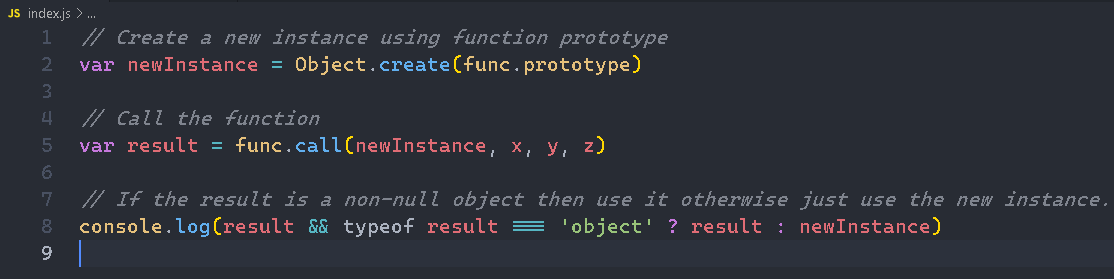 JS index.js > ...
1 // Create a new instance using function prototype
2 var newInstance = Object.create(func.prototype)
3
4 // Call the function
5 var result = func.call(newInstance, x, y, z)
6
7 // If the result is a non-null object then use it otherwise just use the new instance.
8 console.log(result && typeof result === 'object' ? result : newInstance)
9